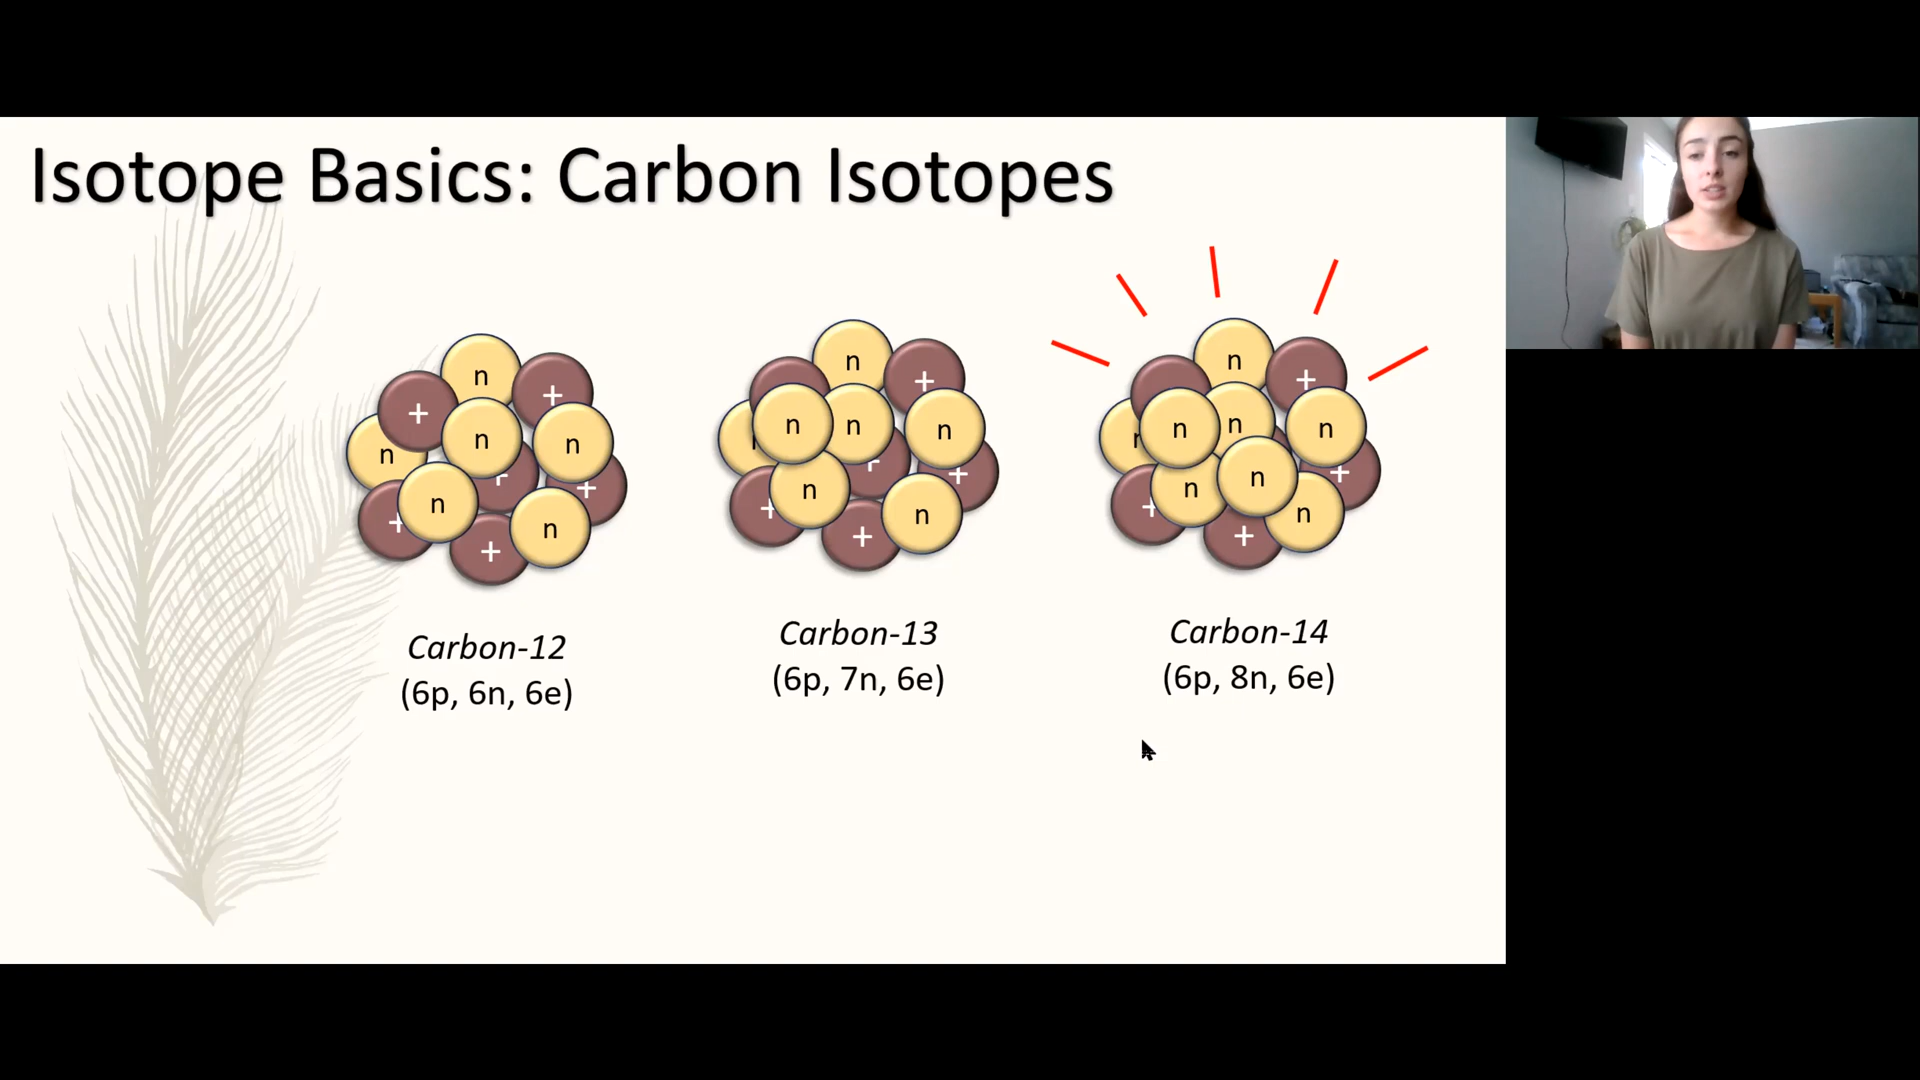 Isotope Basics: Carbon Isotopes
n
+
+
n
n
n
n
+
+
n
+
n
+
n
+
n
n
n
+
+
n
n
+
n
+
n
+
n
n
n
+
n
n
+
n
+
Carbon-12
(6p, 6n, 6e)
Carbon-13
(6p, 7n, 6e)
Carbon-14
(6p, 8n, 6e)